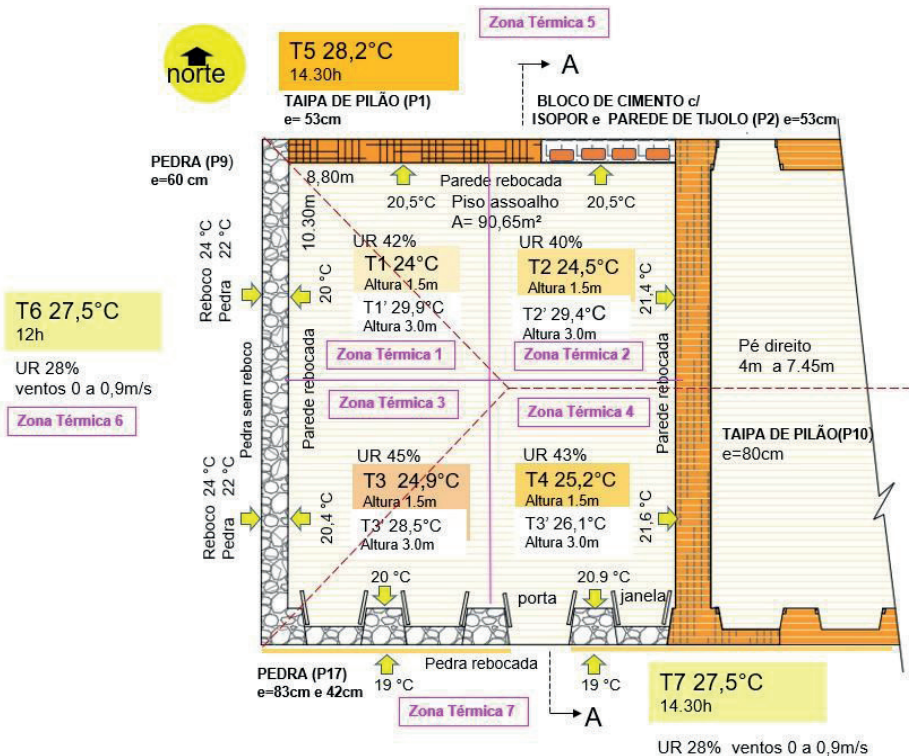 Zona Térmica 5
norte
T5 28,2°C
14.30h
A
TAIPA DE PILÃO (P1)
e= 53cm
BLOCO DE CIMENTO c/
ISOPOR e PAREDE DE TIJOLO (P2) e=53cm
PEDRA (P9)
e=60 cm
8,80m
10.30m
20,5°C
Parede rebocada
Piso assoalho
A= 90,65m²
20,5°C
Reboco 24 °C
Pedra 22 °C
20 °C
UR 42%
T1 24°C
Altura 1.5m
T1' 29,9°C
Altura 3.0m
UR 40%
T2 24,5°C
Altura 1.5m
T2' 29,4°C
Altura 3.0m
21,4 °C
T6 27,5°C
12h
UR 28%
ventos 0 a 0,9m/s
Zona Térmica 6
Pedra sem reboco
Parede rebocada
Zona Térmica 1
Zona Térmica 2
Zona Térmica 3
Zona Térmica 4
Parede rebocada
Pé direito
4m a 7.45m
TAIPA DE PILÃO(P10)
e=80cm
Reboco 24 °C
Pedra 22 °C
20,4 °C
UR 45%
T3 24,9°C
Altura 1.5m
T3' 28,5°C
Altura 3.0m
UR 43%
T4 25,2°C
Altura 1.5m
T3' 26,1°C
Altura 3.0m
21,6 °C
20 °C
20.9 °C
porta
janela
PEDRA (P17)
e=83cm e 42cm
Pedra rebocada
19 °C
19 °C
Zona Térmica 7
A
T7 27,5°C
14.30h
UR 28% ventos 0 a 0,9m/s